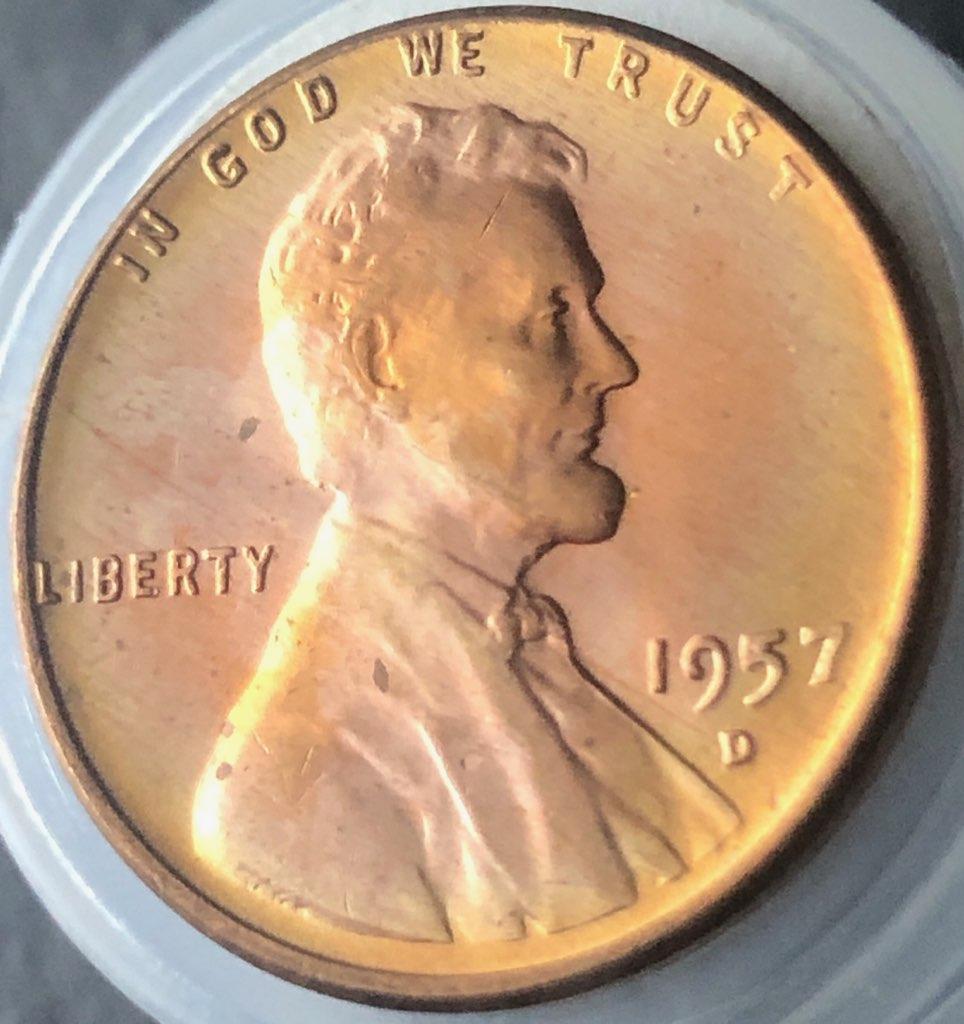 IN GOD WE TRUST
LIBERTY
1957
D